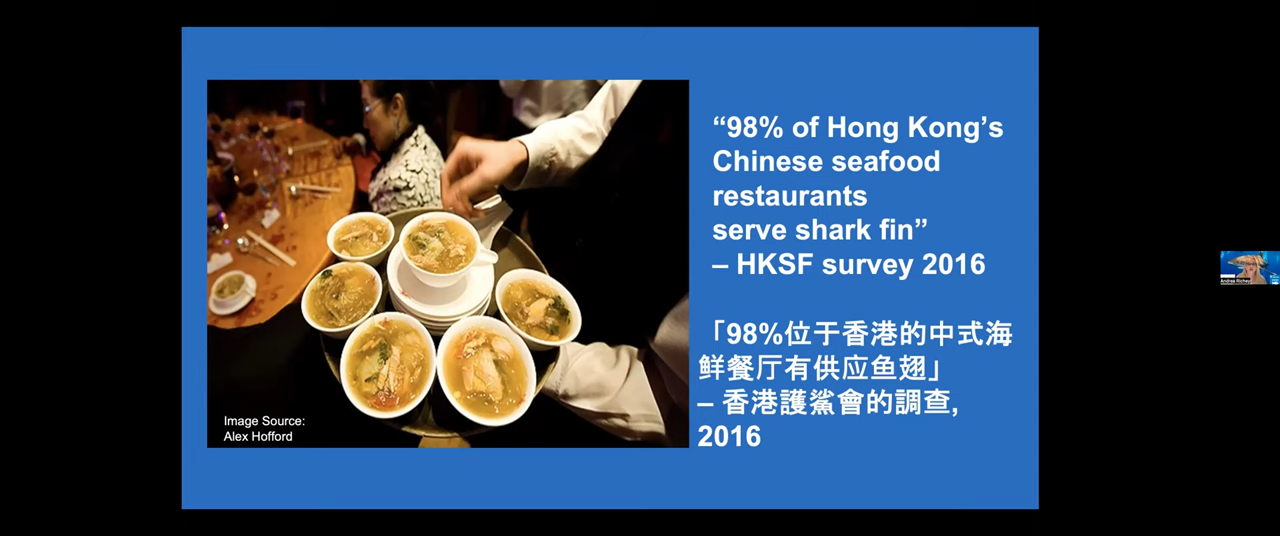 “98% of Hong Kong’s
Chinese seafood
restaurants
serve shark fin”
– HKSF survey 2016
「98%位于香港的中式海
鲜餐厅有供应鱼翅」
– 香港護鯊會的調查,
2016
Image Source:
Alex Hofford
Andrea Richey